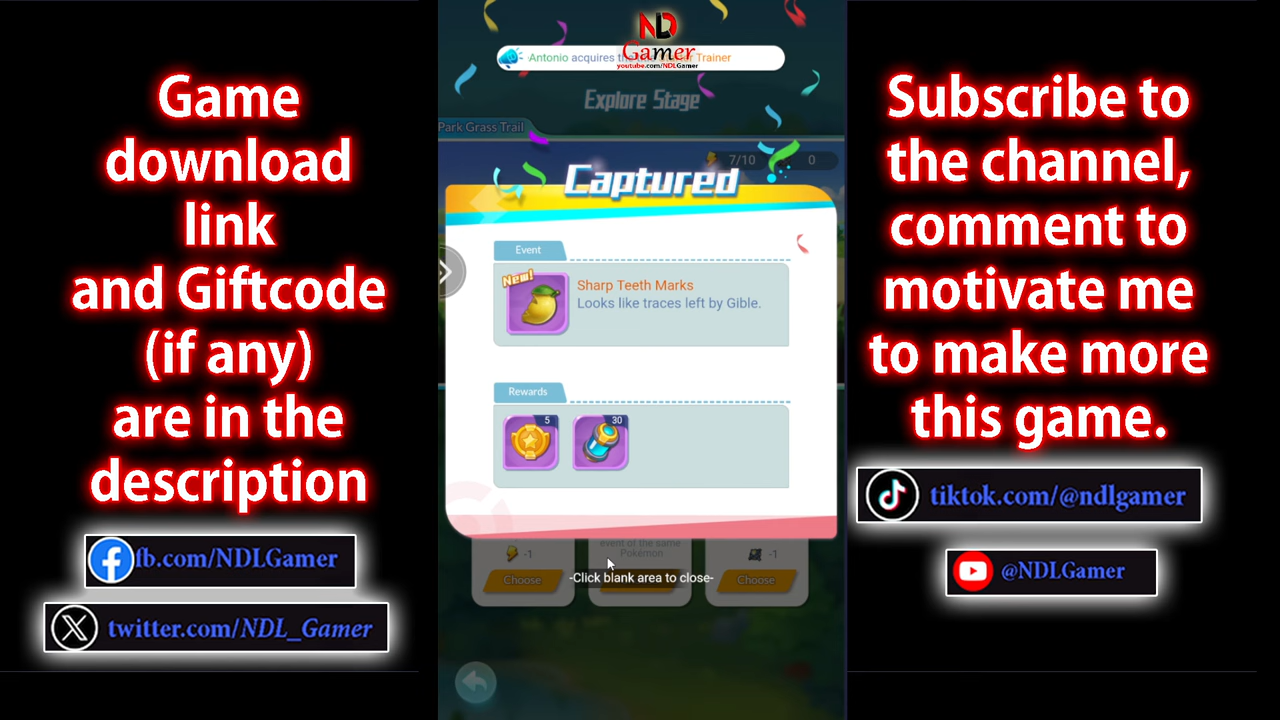 Game
download
link
and Giftcode
(if any)
are in the
description
fb.com/NDLGamer
twitter.com/NDL_Gamer
ND
Gamer
youtube.com/NDLGamer
Antonio acquires th Trainer
Explore Stage
Park Grass Trail
7/10
0
Captured
Event
New!
Sharp Teeth Marks
Looks like traces left by Gible.
Rewards
5
30
event of the same
Pokémon
-1
-1
-Click blank area to close-
Choose
Choose
Subscribe to
the channel,
comment to
motivate me
to make more
this game.
tiktok.com/@ndlgamer
@NDLGamer